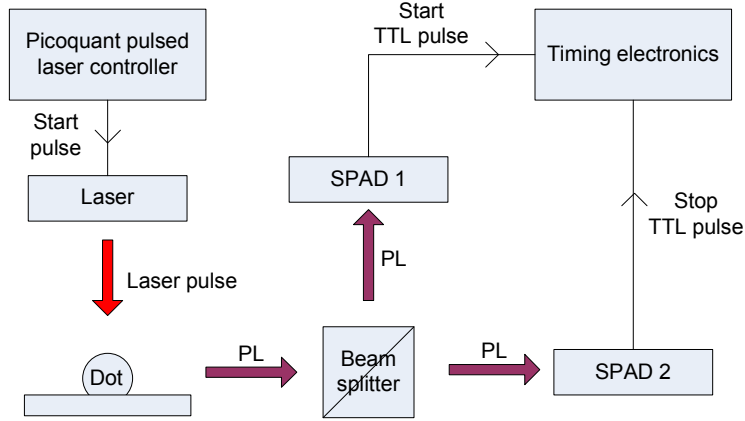 Picoquant pulsed
laser controller
Start
pulse
Laser
Laser pulse
Dot
PL
Beam
splitter
PL
SPAD 1
Start
TTL pulse
Timing electronics
PL
SPAD 2
Stop
TTL pulse